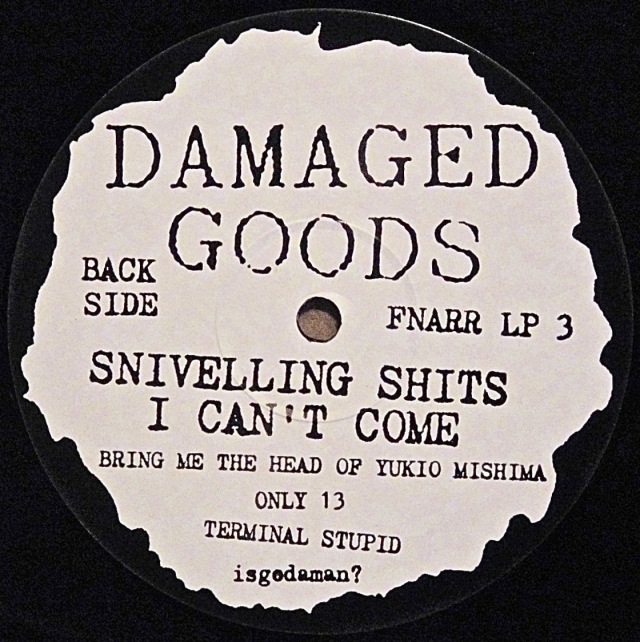 DAMAGED
GOODS
BACK
SIDE
FNARR LP 3
SNIVELLING SHITS
I CAN'T COME
BRING ME THE HEAD OF YUKIO MISHIMA
ONLY 13
TERMINAL STUPID
isgodaman?